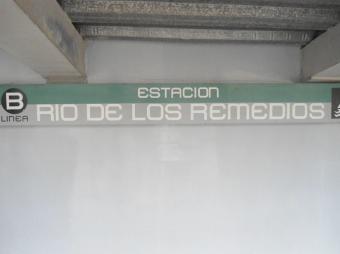 ESTACION
B
LINEA
RIO DE LOS REMEDIOS